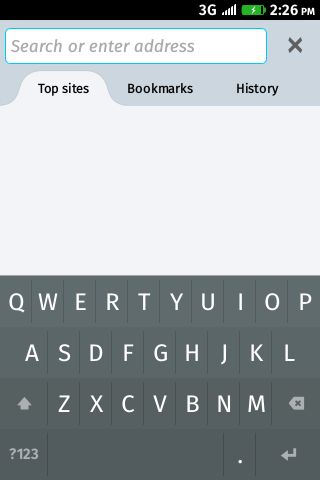 3G 2:26 PM
Search or enter address
Top sites Bookmarks History
Q W E R T Y U I O P
A S D F G H J K L
Z X C V B N M
?123 .